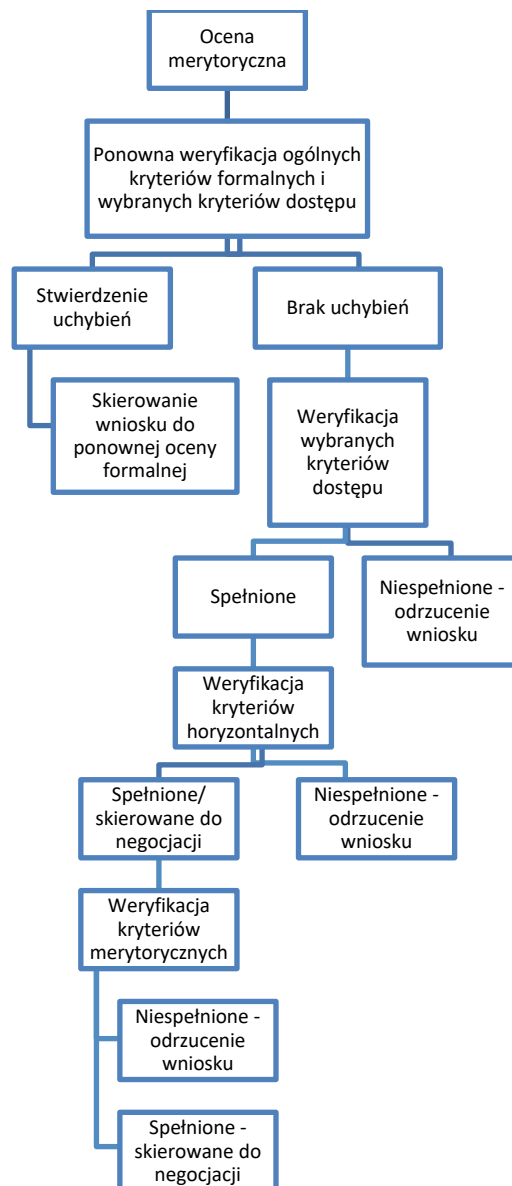 Ocena
merytoryczna
Ponowna weryfikacja ogólnych
kryteriów formalnych i
wybranych kryteriów dostępu
Stwierdzenie
uchybień
Brak uchybień
Skierowanie
wniosku do
ponownej oceny
formalnej
Weryfikacja
wybranych
kryteriów
dostępu
Spełnione
Niespełnione -
odrzucenie
wniosku
Weryfikacja
kryteriów
horyzontalnych
Spełnione/
skierowane do
negocjacji
Niespełnione -
odrzucenie
wniosku
Weryfikacja
kryteriów
merytorycznych
Niespełnione -
odrzucenie
wniosku
Spełnione -
skierowane do
negocjacji